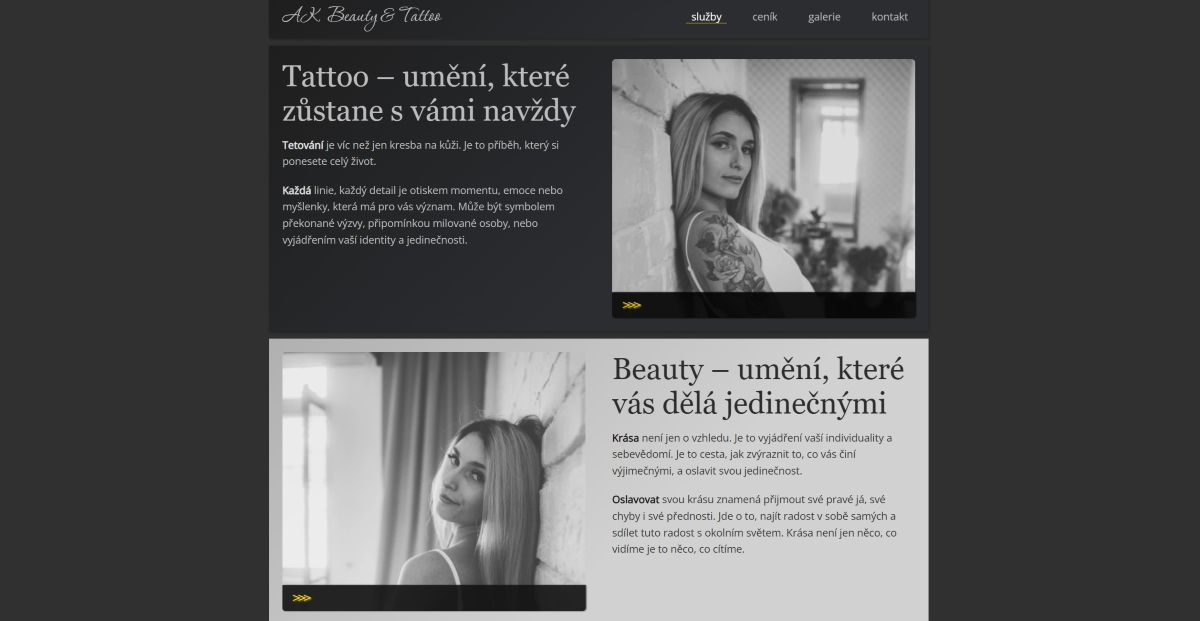 AK Beauty & Tattoo
služby ceník galerie kontakt
Tattoo – umění, které
zůstane s vámi navždy
Tetování je víc než jen kresba na kůži. Je to příběh, který si
ponesete celý život.
Každá linie, každý detail je otiskem momentu, emoce nebo
myšlenky, která má pro vás význam. Může být symbolem
překonané výzvy, připomínkou milované osoby, nebo
vyjádřením vaší identity a jedinečnosti.
>>>
Beauty – umění, které
vás dělá jedinečnými
Krása není jen o vzhledu. Je to vyjádření vaší individuality a
sebevědomí. Je to cesta, jak zvýraznit to, co vás činí
výjimečnými, a oslavit svou jedinečnost.
Oslavovat svou krásu znamená přijmout své pravé já, své
chyby i své přednosti. Jde o to, najít radost v sobě samých a
sdílet tuto radost s okolním světem. Krása není jen něco, co
vidíme je to něco, co cítíme.
>>>